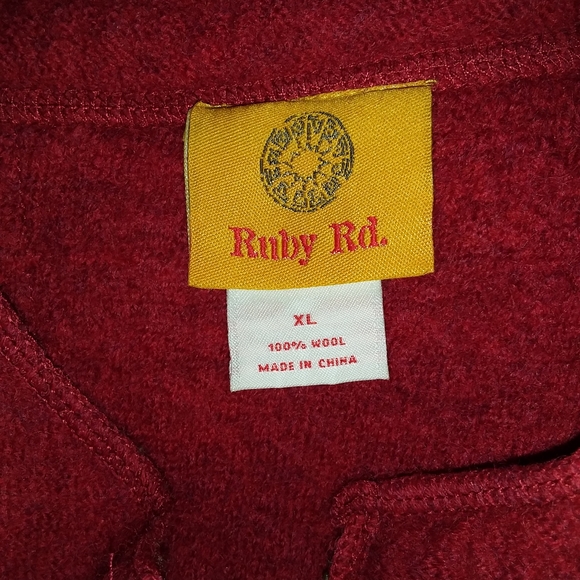 Ruby Rd.
XL
100% WOOL
MADE IN CHINA